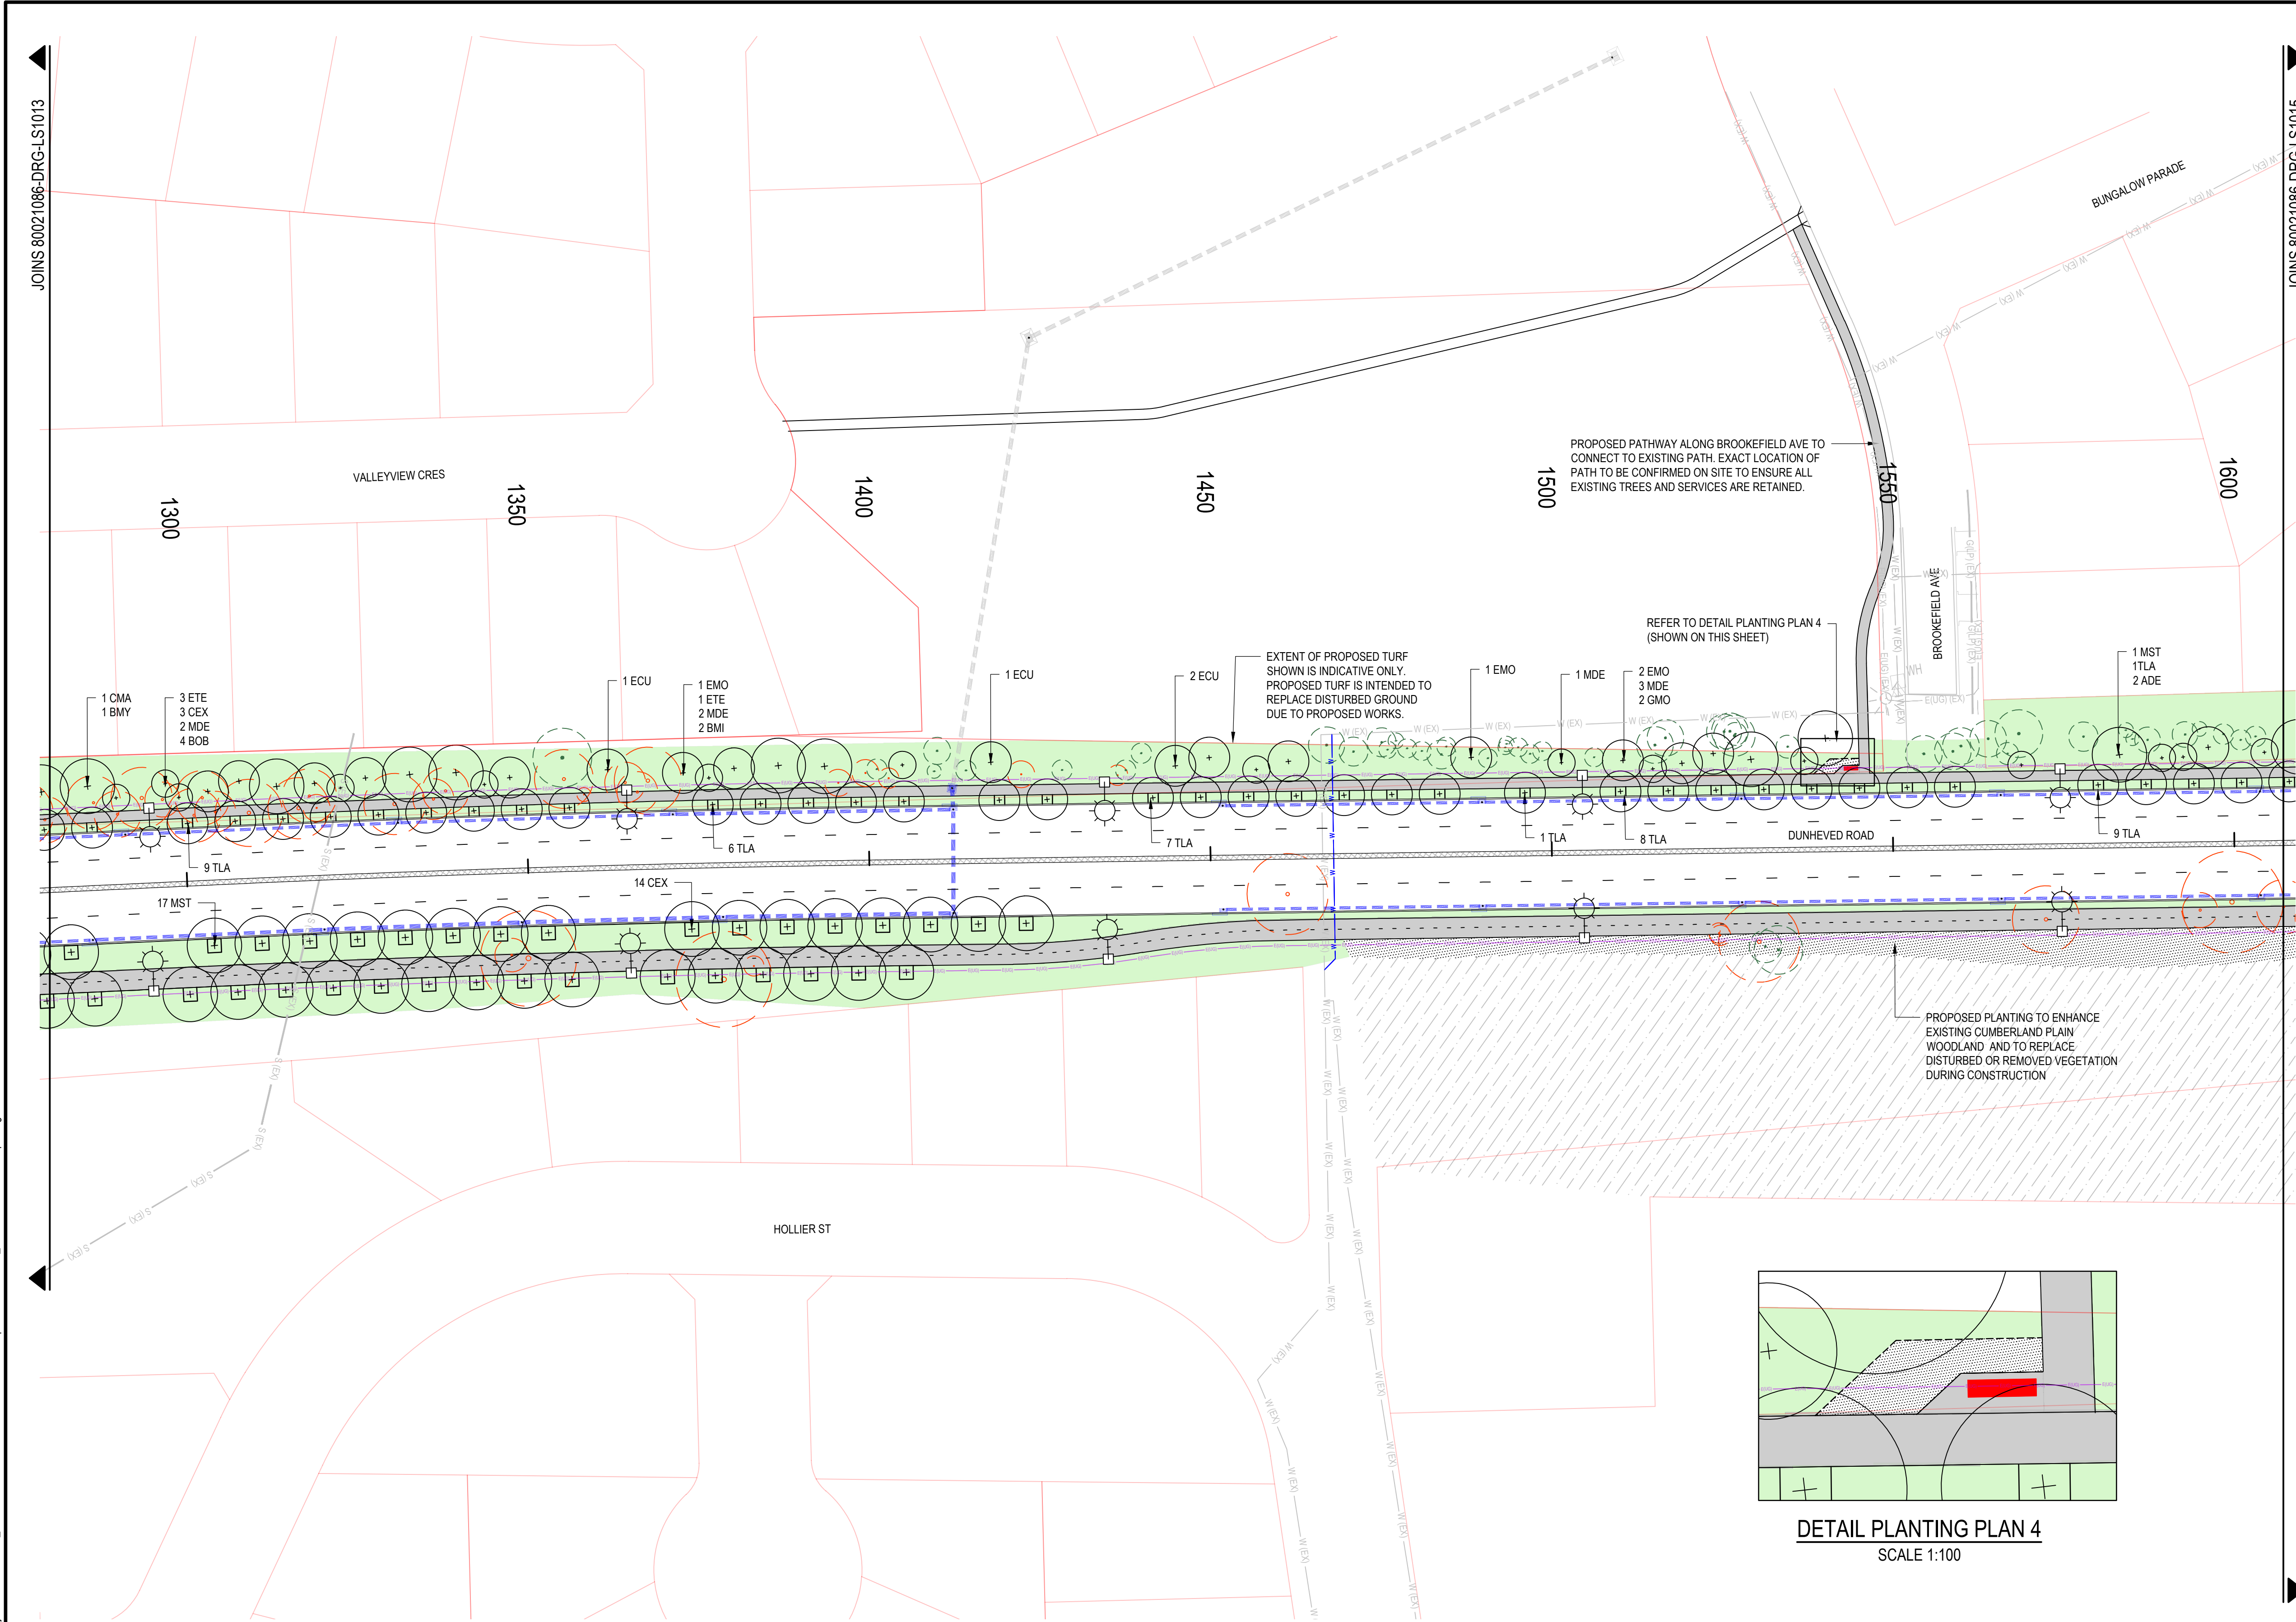 JOINS 80021086-DRG-LS1013
BUNGALOW PARADE
VALLEYVIEW CRES
1300
1350
1400
1450
1500
1550
1600
PROPOSED PATHWAY ALONG BROOKEFIELD AVE TO
CONNECT TO EXISTING PATH. EXACT LOCATION OF
PATH TO BE CONFIRMED ON SITE TO ENSURE ALL
EXISTING TREES AND SERVICES ARE RETAINED.
BROOKEFIELD AVE
REFER TO DETAIL PLANTING PLAN 4
(SHOWN ON THIS SHEET)
1 CMA
1 BMY
3 ETE
3 CEX
2 MDE
4 BOB
1 ECU
1 EMO
1 ETE
2 MDE
2 BMI
1 ECU
2 ECU
EXTENT OF PROPOSED TURF
SHOWN IS INDICATIVE ONLY.
PROPOSED TURF IS INTENDED TO
REPLACE DISTURBED GROUND
DUE TO PROPOSED WORKS.
1 EMO
1 MDE
2 EMO
3 MDE
2 GMO
1 MST
1TLA
2 ADE
WH
W (EX)
S (EX)
E(UG) (EX)
9 TLA
6 TLA
7 TLA
1 TLA
8 TLA
DUNHEVED ROAD
9 TLA
17 MST
14 CEX
PROPOSED PLANTING TO ENHANCE
EXISTING CUMBERLAND PLAIN
WOODLAND AND TO REPLACE
DISTURBED OR REMOVED VEGETATION
DURING CONSTRUCTION
HOLLIER ST
DETAIL PLANTING PLAN 4
SCALE 1:100